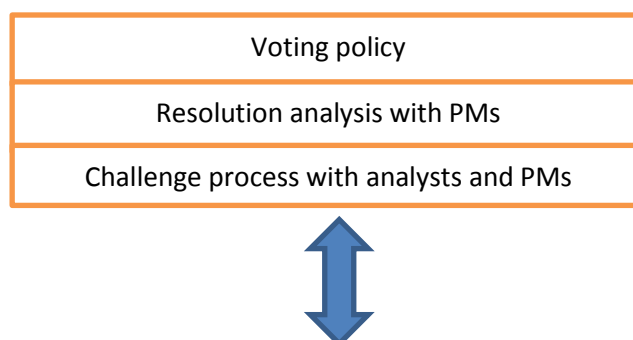 Voting policy
Resolution analysis with PMs
Challenge process with analysts and PMs